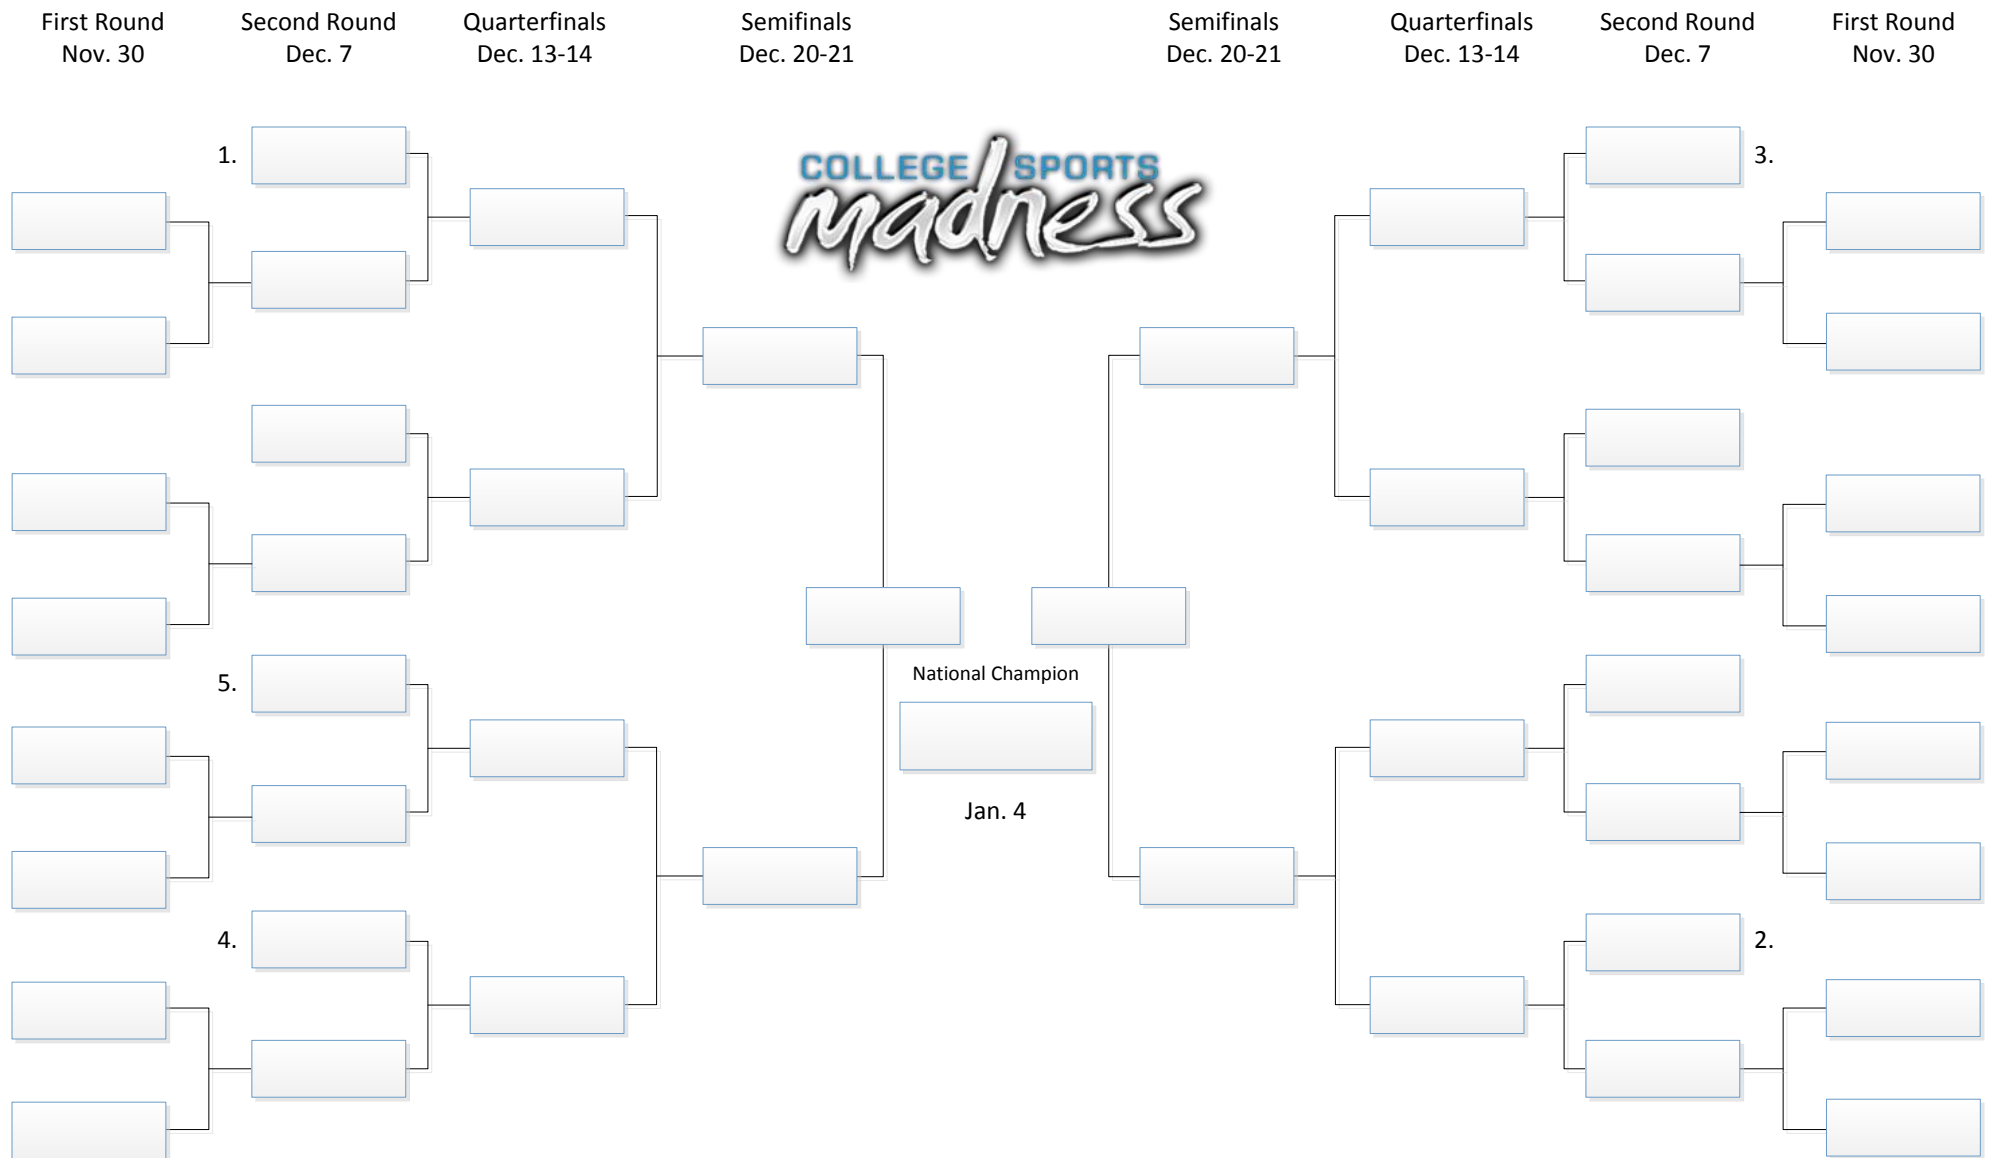 First Round
Nov. 30
Second Round
Dec. 7
Quarterfinals
Dec. 13-14
Semifinals
Dec. 20-21
Semifinals
Dec. 20-21
Quarterfinals
Dec. 13-14
Second Round
Dec. 7
First Round
Nov. 30
COLLEGE SPORTS
madness
1.
3.
5.
National Champion
Jan. 4
4.
2.